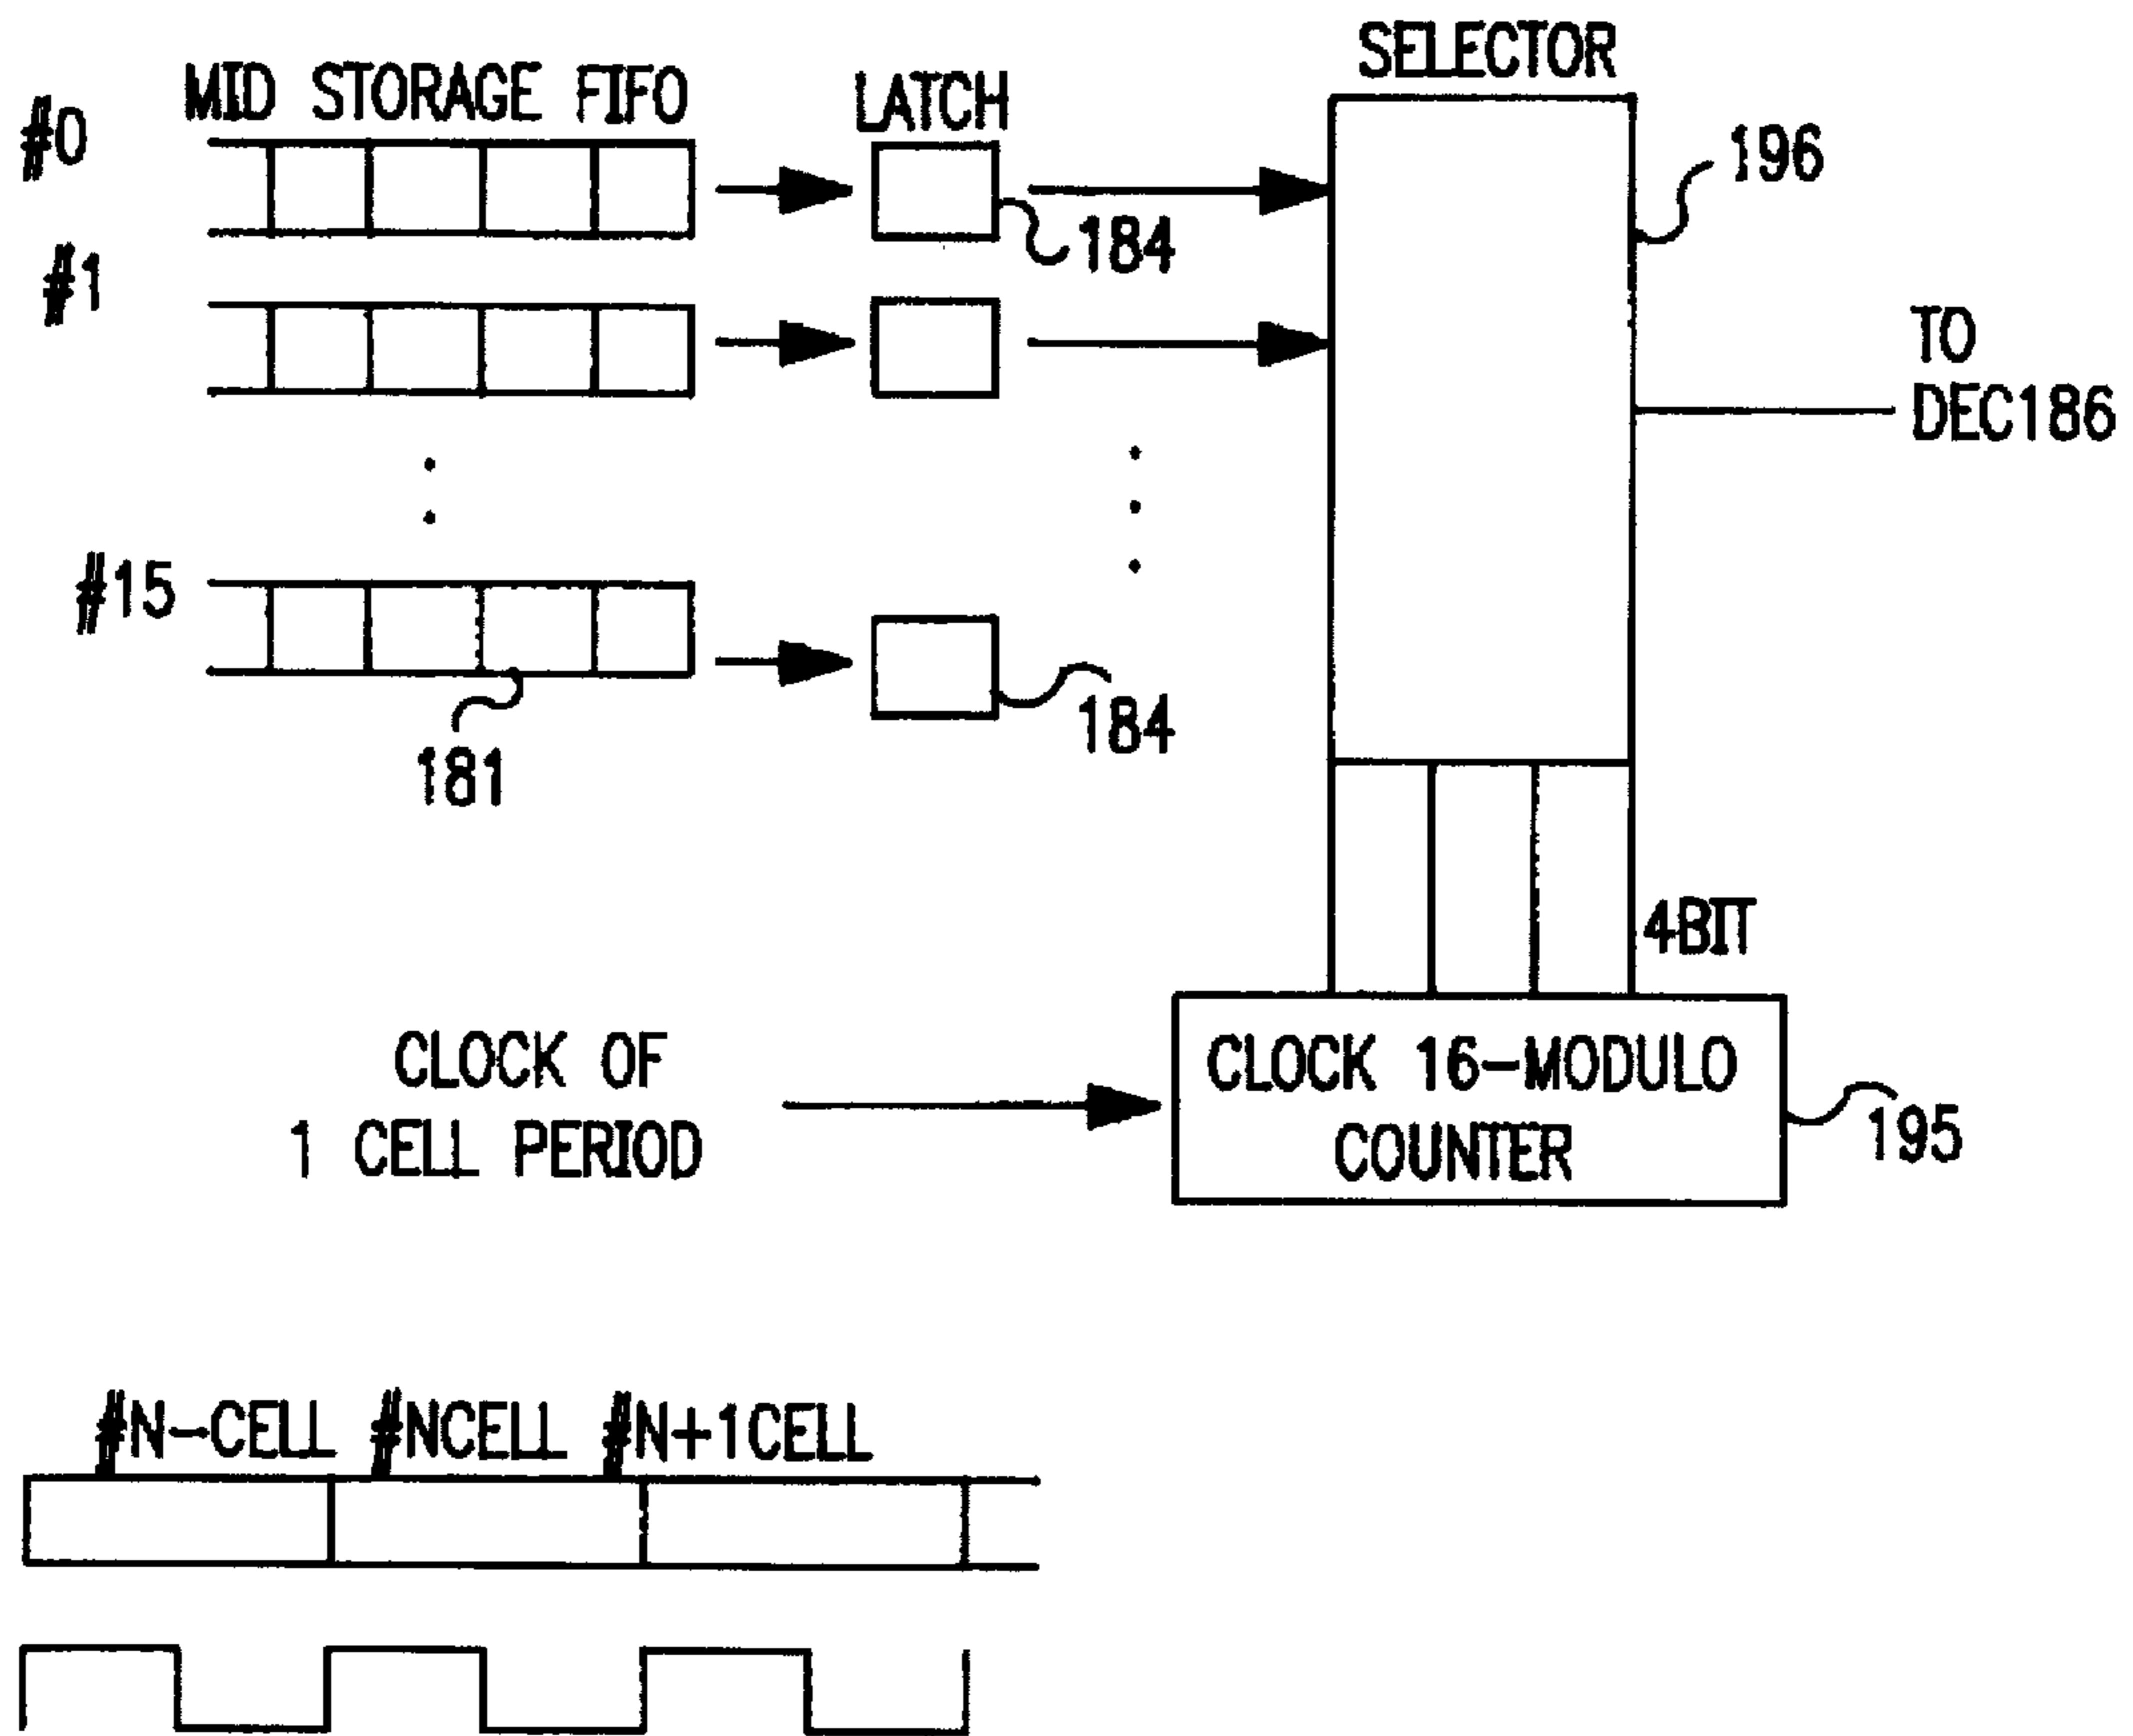 SELECTOR
MID STORAGE FIFO
LATCH
#0
196
184
#1
TO
DEC186
#15
184
181
4BIT
CLOCK OF
1 CELL PERIOD
CLOCK 16-MODULO
COUNTER
195
#N-CELL #NCELL #N+1CELL